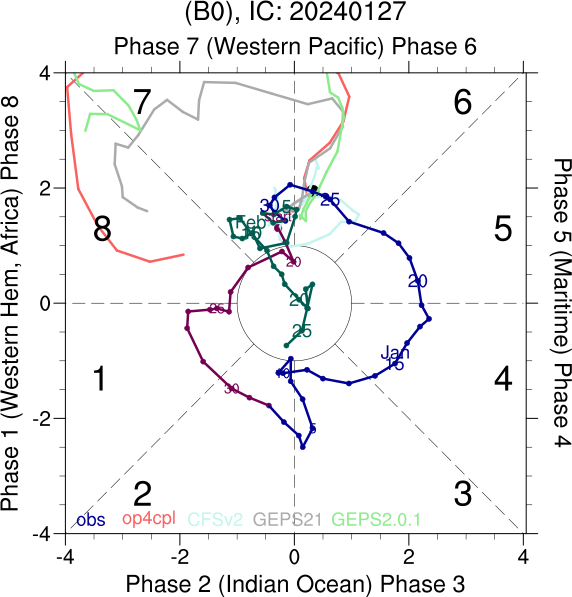 (B0), IC: 20240127
Phase 7 (Western Pacific) Phase 6
4
7
6
Phase 1 (Western Hem, Africa) Phase 8
Phase 5 (Maritime) Phase 4
2
30
5
25
Feb
8
5
20
0
20
25
20
25
Jan
15
10
1
4
30
-2
5
2
3
obs op4cpl CFSv2 GEPS21 GEPS2.0.1
-4
-4 -2 0 2 4
Phase 2 (Indian Ocean) Phase 3